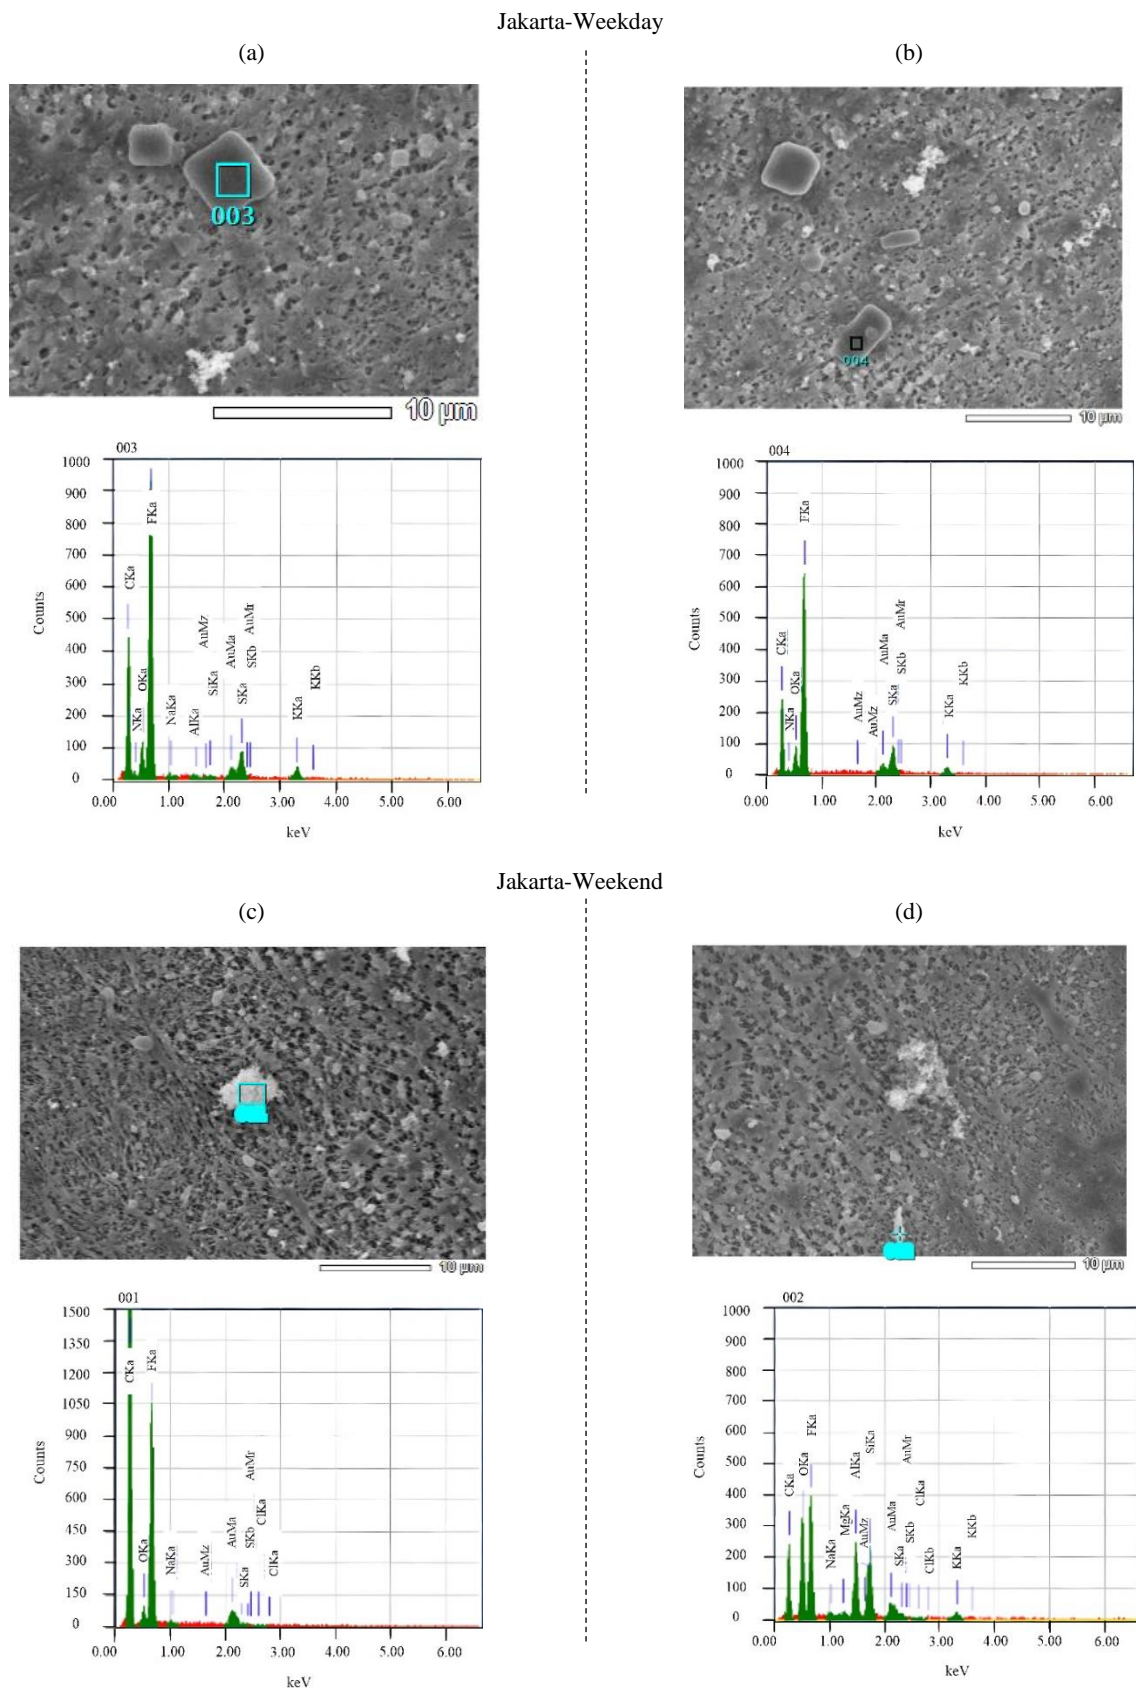 Jakarta-Weekday
(a)
(b)
003
10 µm
004
10 µm
003
1000
900
800
700
600
500
400
300
200
100
0
Counts
CKa
NKa
OKa
FKa
NaKa
AlKa
SiKa
AuMz
AuMa
SKa
SKb
AuMr
KKa
KKb
0.00 1.00 2.00 3.00 4.00 5.00 6.00
keV
004
1000
900
800
700
600
500
400
300
200
100
0
Counts
CKa
NKa
OKa
FKa
AuMz
AuMz
AuMa
SKa
SKb
AuMr
KKa
KKb
0.00 1.00 2.00 3.00 4.00 5.00 6.00
keV
Jakarta-Weekend
(c)
(d)
10 µm
10 µm
001
1500
1350
1200
1050
900
750
600
450
300
150
0
Counts
CKa
OKa
FKa
NaKa
AuMz
AuMa
SKa
SKb
AuMr
ClKa
ClKa
0.00 1.00 2.00 3.00 4.00 5.00 6.00
keV
002
1000
900
800
700
600
500
400
300
200
100
0
Counts
CKa
OKa
FKa
NaKa
MgKa
AlKa
AuMz
SiKa
AuMa
SKa
SKb
AuMr
ClKa
ClKb
KKa
KKb
0.00 1.00 2.00 3.00 4.00 5.00 6.00
keV